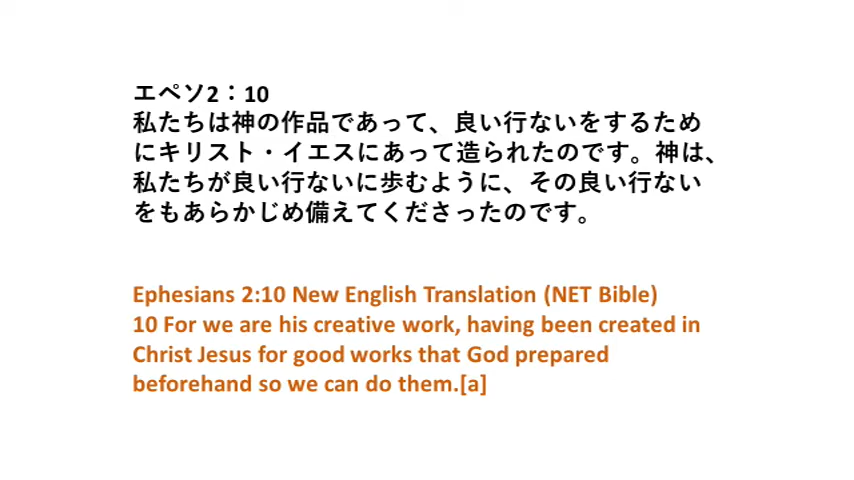 エペソ2：10
私たちは神の作品であって、良い行ないをするため
にキリスト・イエスにあって造られたのです。神は、
私たちが良い行ないに歩むように、その良い行ない
をもあらかじめ備えてくださったのです。
Ephesians 2:10 New English Translation (NET Bible)
10 For we are his creative work, having been created in
Christ Jesus for good works that God prepared
beforehand so we can do them.[a]